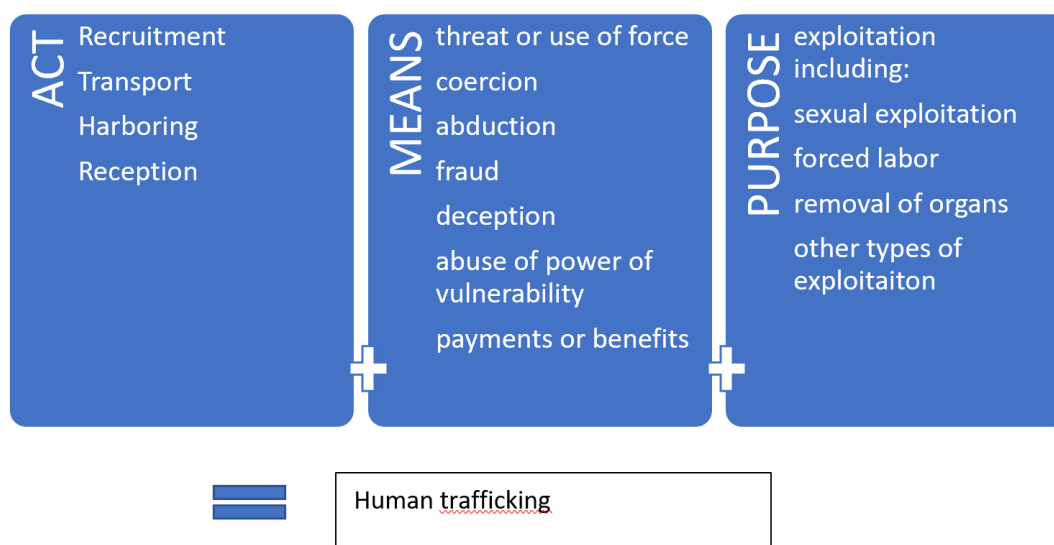 ACT
Recruitment
Transport
Harboring
Reception
MEANS
threat or use of force
coercion
abduction
fraud
deception
abuse of power of
vulnerability
payments or benefits
PURPOSE
exploitation
including:
sexual exploitation
forced labor
removal of organs
other types of
exploitaiton
Human trafficking